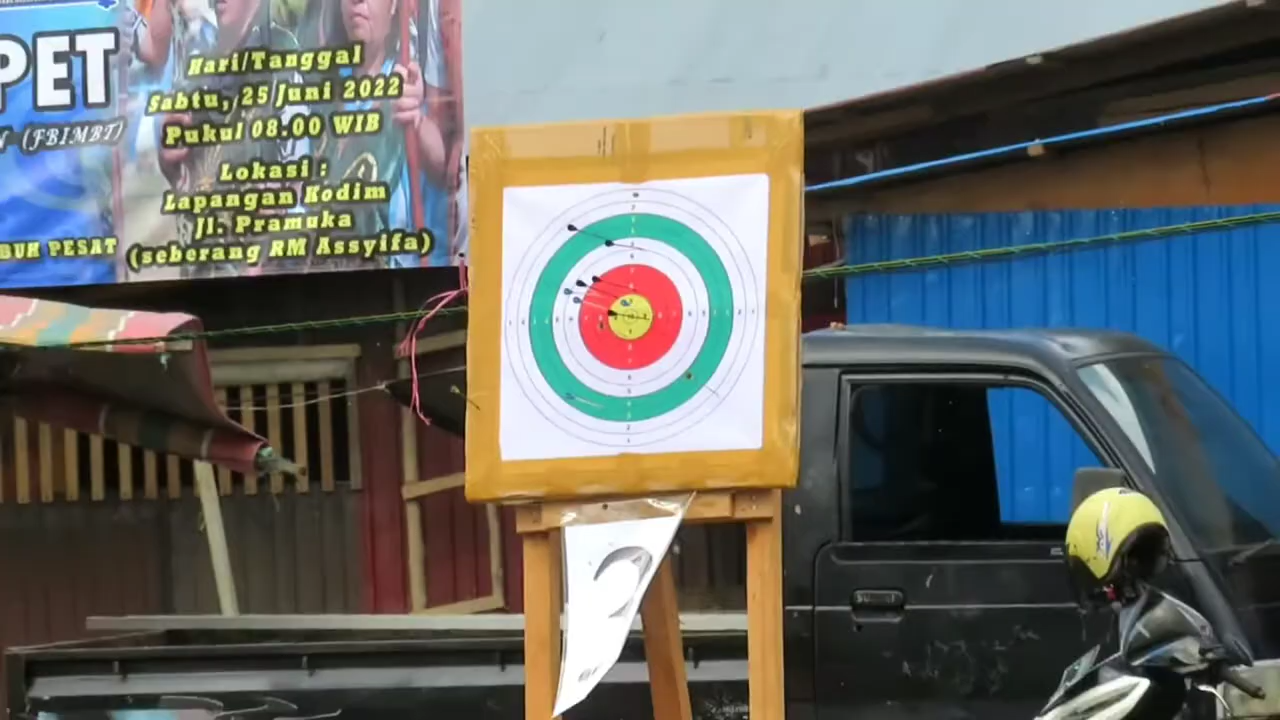 PET
(FBIMBT)
Hari/Tanggal
Sabtu, 25 Juni 2022
Pukul 08.00 WIB
Lokasi :
Lapangan Kodim
Jl. Pramuka
(seberang RM Assyifa)
BUH PESAT
2